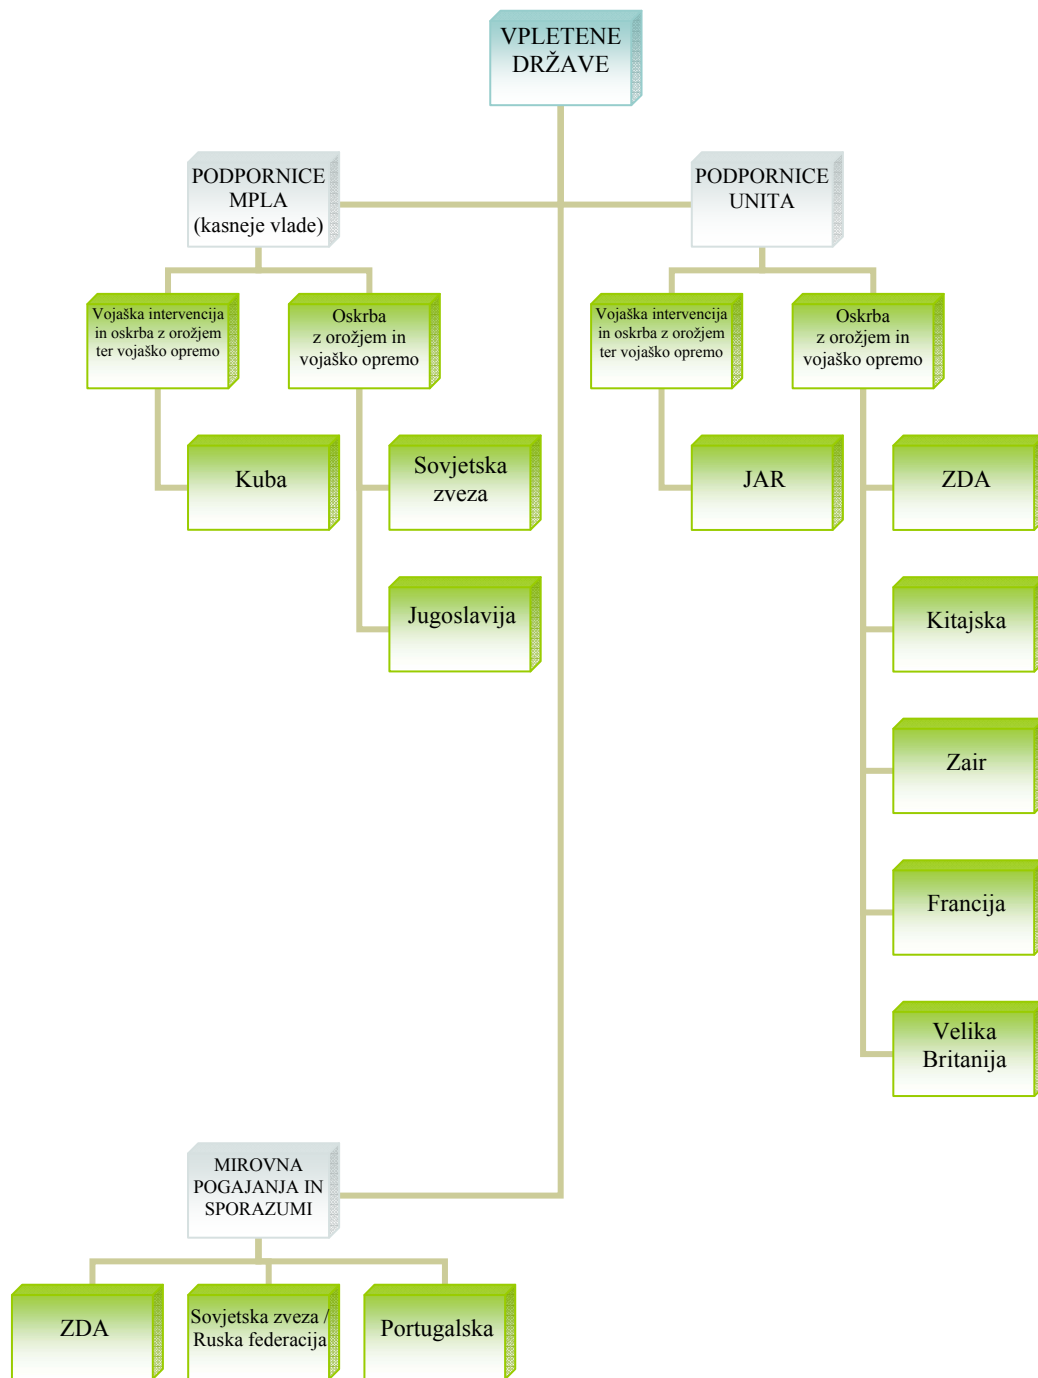 VPLETENE
DRŽAVE
PODPORNICE
MPLA
(kasneje vlade)
PODPORNICE
UNITA
Vojaška intervencija
in oskrba z orožjem
ter vojaško opremo
Oskrba
z orožjem in
vojaško opremo
Vojaška intervencija
in oskrba z orožjem
ter vojaško opremo
Oskrba
z orožjem in
vojaško opremo
Kuba
Sovjetska
zveza
JAR
ZDA
Jugoslavija
Kitajska
Zair
Francija
Velika
Britanija
MIROVNA
POGAJANJA IN
SPORAZUMI
ZDA
Sovjetska zveza /
Ruska federacija
Portugalska